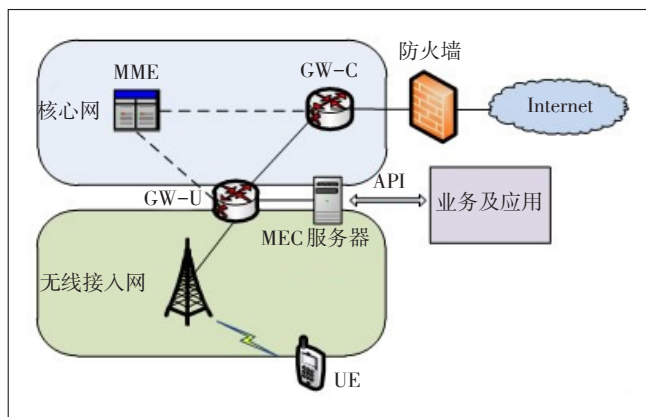 防火墙
MME
GW-C
核心网
Internet
API
GW-U
业务及应用
MEC服务器
无线接入网
UE